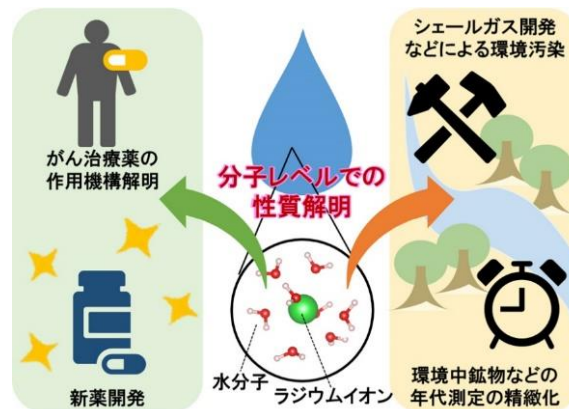 がん治療薬の
作用機構解明
新薬開発
分子レベルでの
性質解明
水分子
ラジウムイオン
シェールガス開発
などによる環境汚染
環境中鉱物などの
年代測定の精緻化